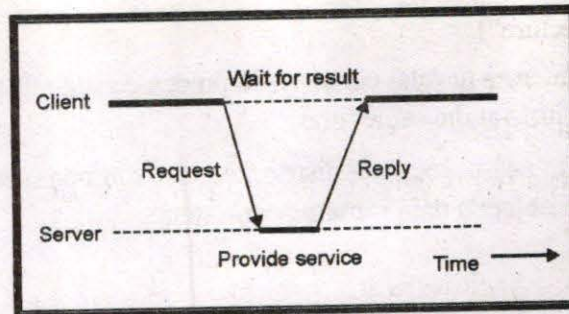 Wait for result
Client
Request
Reply
Server
Provide service
Time